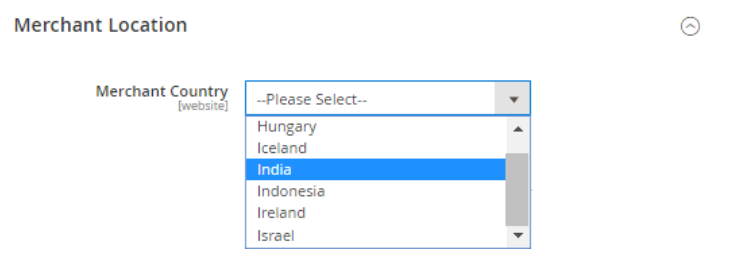 Merchant Location
Merchant Country
[website]
--Please Select--
Hungary
Iceland
India
Indonesia
Ireland
Israel